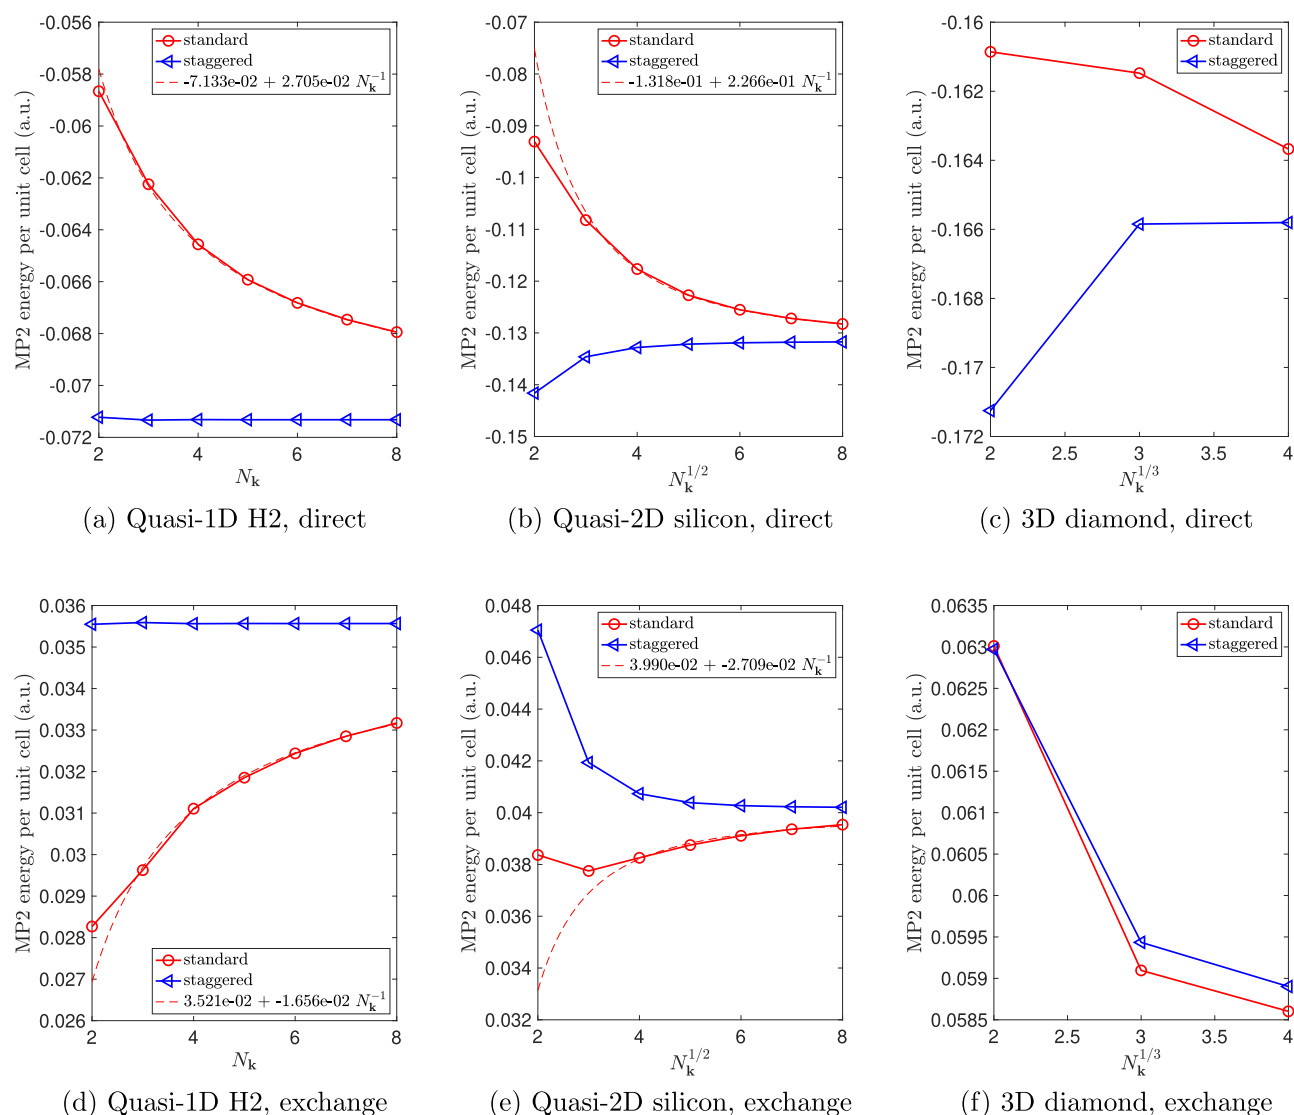 -0.056
-0.058
-0.06
-0.062
-0.064
-0.066
-0.068
-0.07
-0.072
MP2 energy per unit cell (a.u.)
standard
staggered
-7.133e-02 + 2.705e-02 N_k^{-1}
2 4 6 8
N_k
(a) Quasi-1D H2, direct
-0.07
-0.08
-0.09
-0.1
-0.11
-0.12
-0.13
-0.14
-0.15
MP2 energy per unit cell (a.u.)
standard
staggered
-1.318e-01 + 2.266e-01 N_k^{-1}
2 4 6 8
N_k^{1/2}
(b) Quasi-2D silicon, direct
-0.16
-0.162
-0.164
-0.166
-0.168
-0.17
-0.172
MP2 energy per unit cell (a.u.)
standard
staggered
2 2.5 3 3.5 4
N_k^{1/3}
(c) 3D diamond, direct
0.036
0.035
0.034
0.033
0.032
0.031
0.03
0.029
0.028
0.027
0.026
MP2 energy per unit cell (a.u.)
standard
staggered
3.521e-02 + -1.656e-02 N_k^{-1}
2 4 6 8
N_k
(d) Quasi-1D H2, exchange
0.048
0.046
0.044
0.042
0.04
0.038
0.036
0.034
0.032
MP2 energy per unit cell (a.u.)
standard
staggered
3.990e-02 + -2.709e-02 N_k^{-1}
2 4 6 8
N_k^{1/2}
(e) Quasi-2D silicon, exchange
0.0635
0.063
0.0625
0.062
0.0615
0.061
0.0605
0.06
0.0595
0.059
0.0585
MP2 energy per unit cell (a.u.)
standard
staggered
2 2.5 3 3.5 4
N_k^{1/3}
(f) 3D diamond, exchange